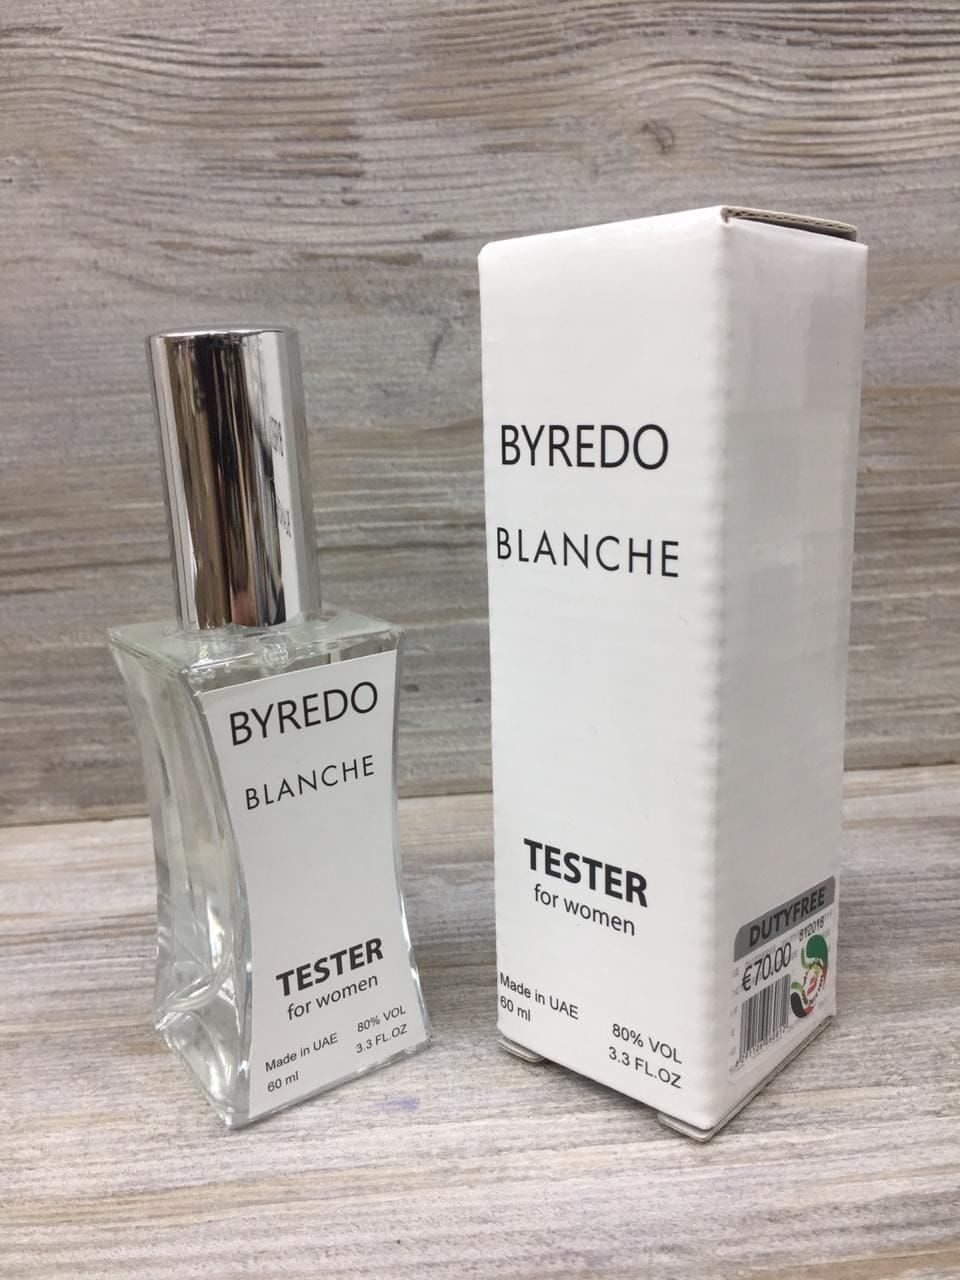 BYREDO
BLANCHE
TESTER
for women
Made in UAE
60 ml
80% VOL
3.3 FL.OZ
BYREDO
BLANCHE
TESTER
for women
Made in UAE
60 ml
80% VOL
3.3 FL.OZ
DUTYFREE
812018
€70.00